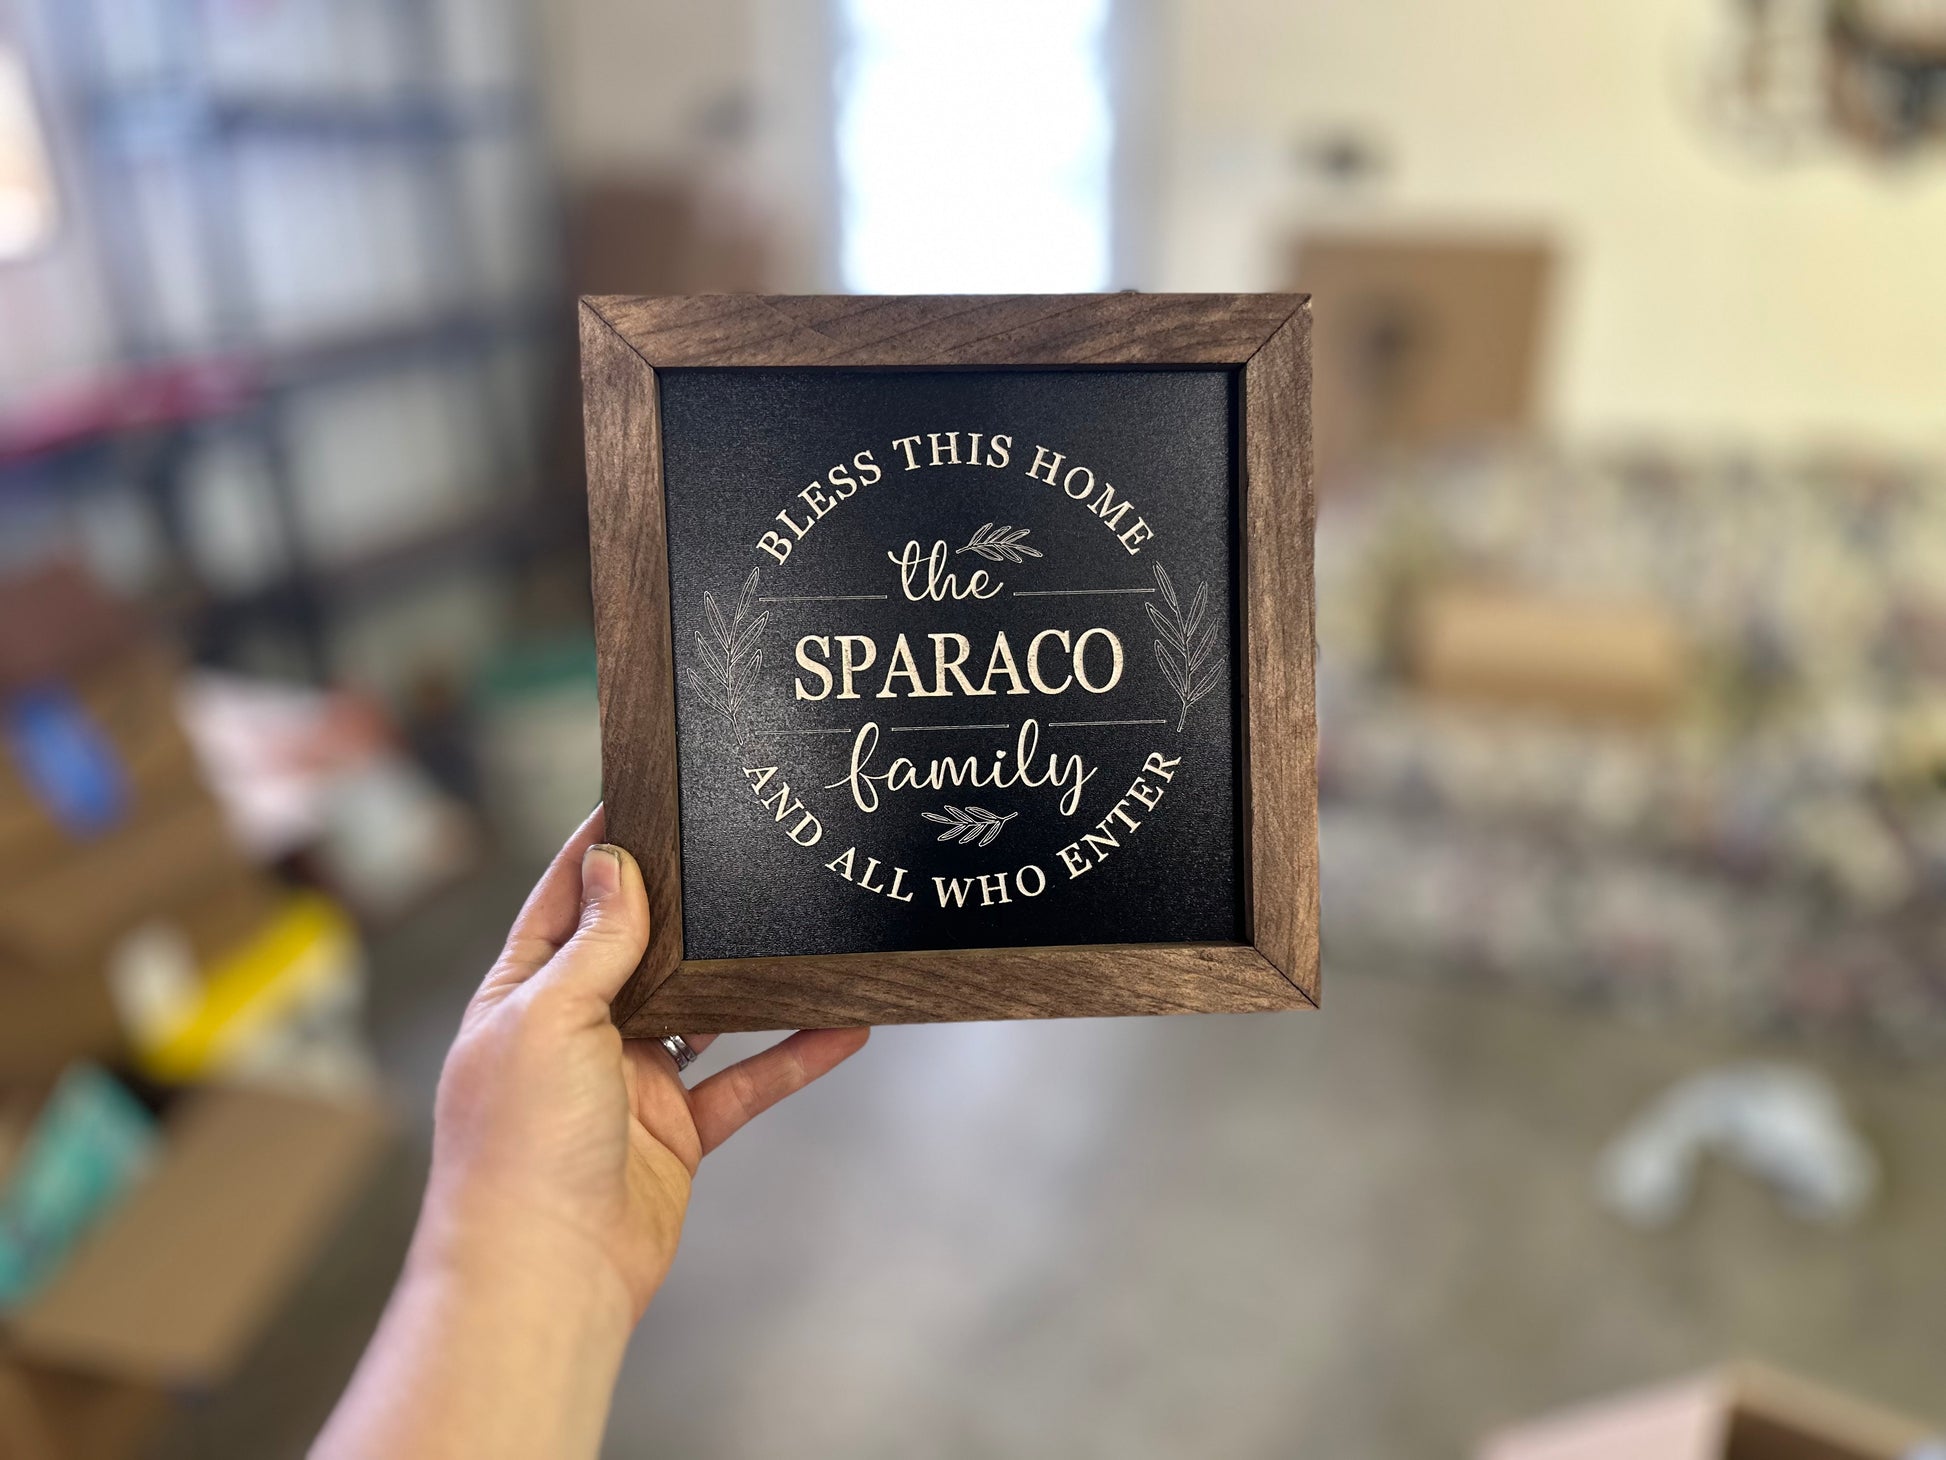 BLESS THIS HOME
the
SPARACO
family
AND ALL WHO ENTER